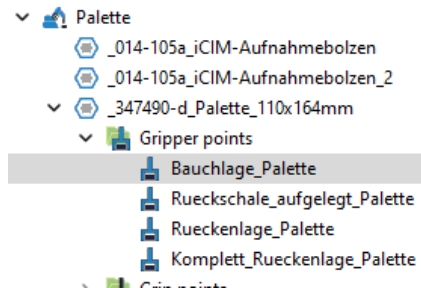 Palette
_014-105a_iCIM-Aufnahmebolzen
_014-105a_iCIM-Aufnahmebolzen_2
_347490-d_Palette_110x164mm
Gripper points
Bauchlage_Palette
Rueckschale_aufgelegt_Palette
Rueckenlage_Palette
Komplett_Rueckenlage_Palette
Grip points